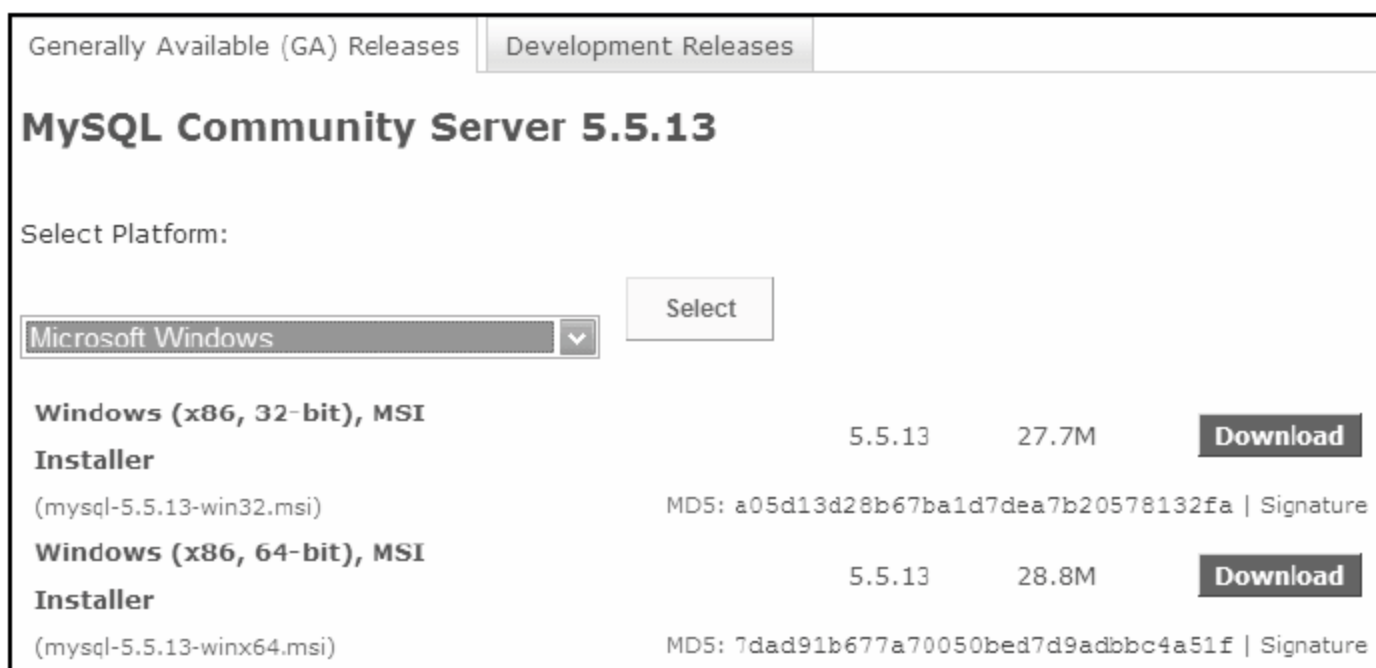 Generally Available (GA) Releases
Development Releases
MySQL Community Server 5.5.13
Select Platform:
Select
Microsoft Windows
Windows (x86, 32-bit), MSI
Installer
5.5.13 27.7M Download
(mysql-5.5.13-win32.msi) MD5: a05d13d28b67ba1d7dea7b20578132fa | Signature
Windows (x86, 64-bit), MSI
Installer
5.5.13 28.8M Download
(mysql-5.5.13-winx64.msi) MD5: 7dad91b677a70050bed7d9adbbc4a51f | Signature